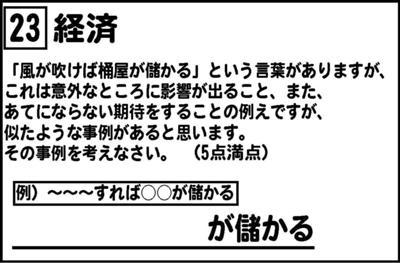 23 経済
「風が吹けば桶屋が儲かる」という言葉がありますが、
これは意外なところに影響が出ること、また、
あてにならない期待をすることの例えですが、
似たような事例があると思います。
その事例を考えなさい。 （5点満点）
例）～～～すれば○○が儲かる
が儲かる